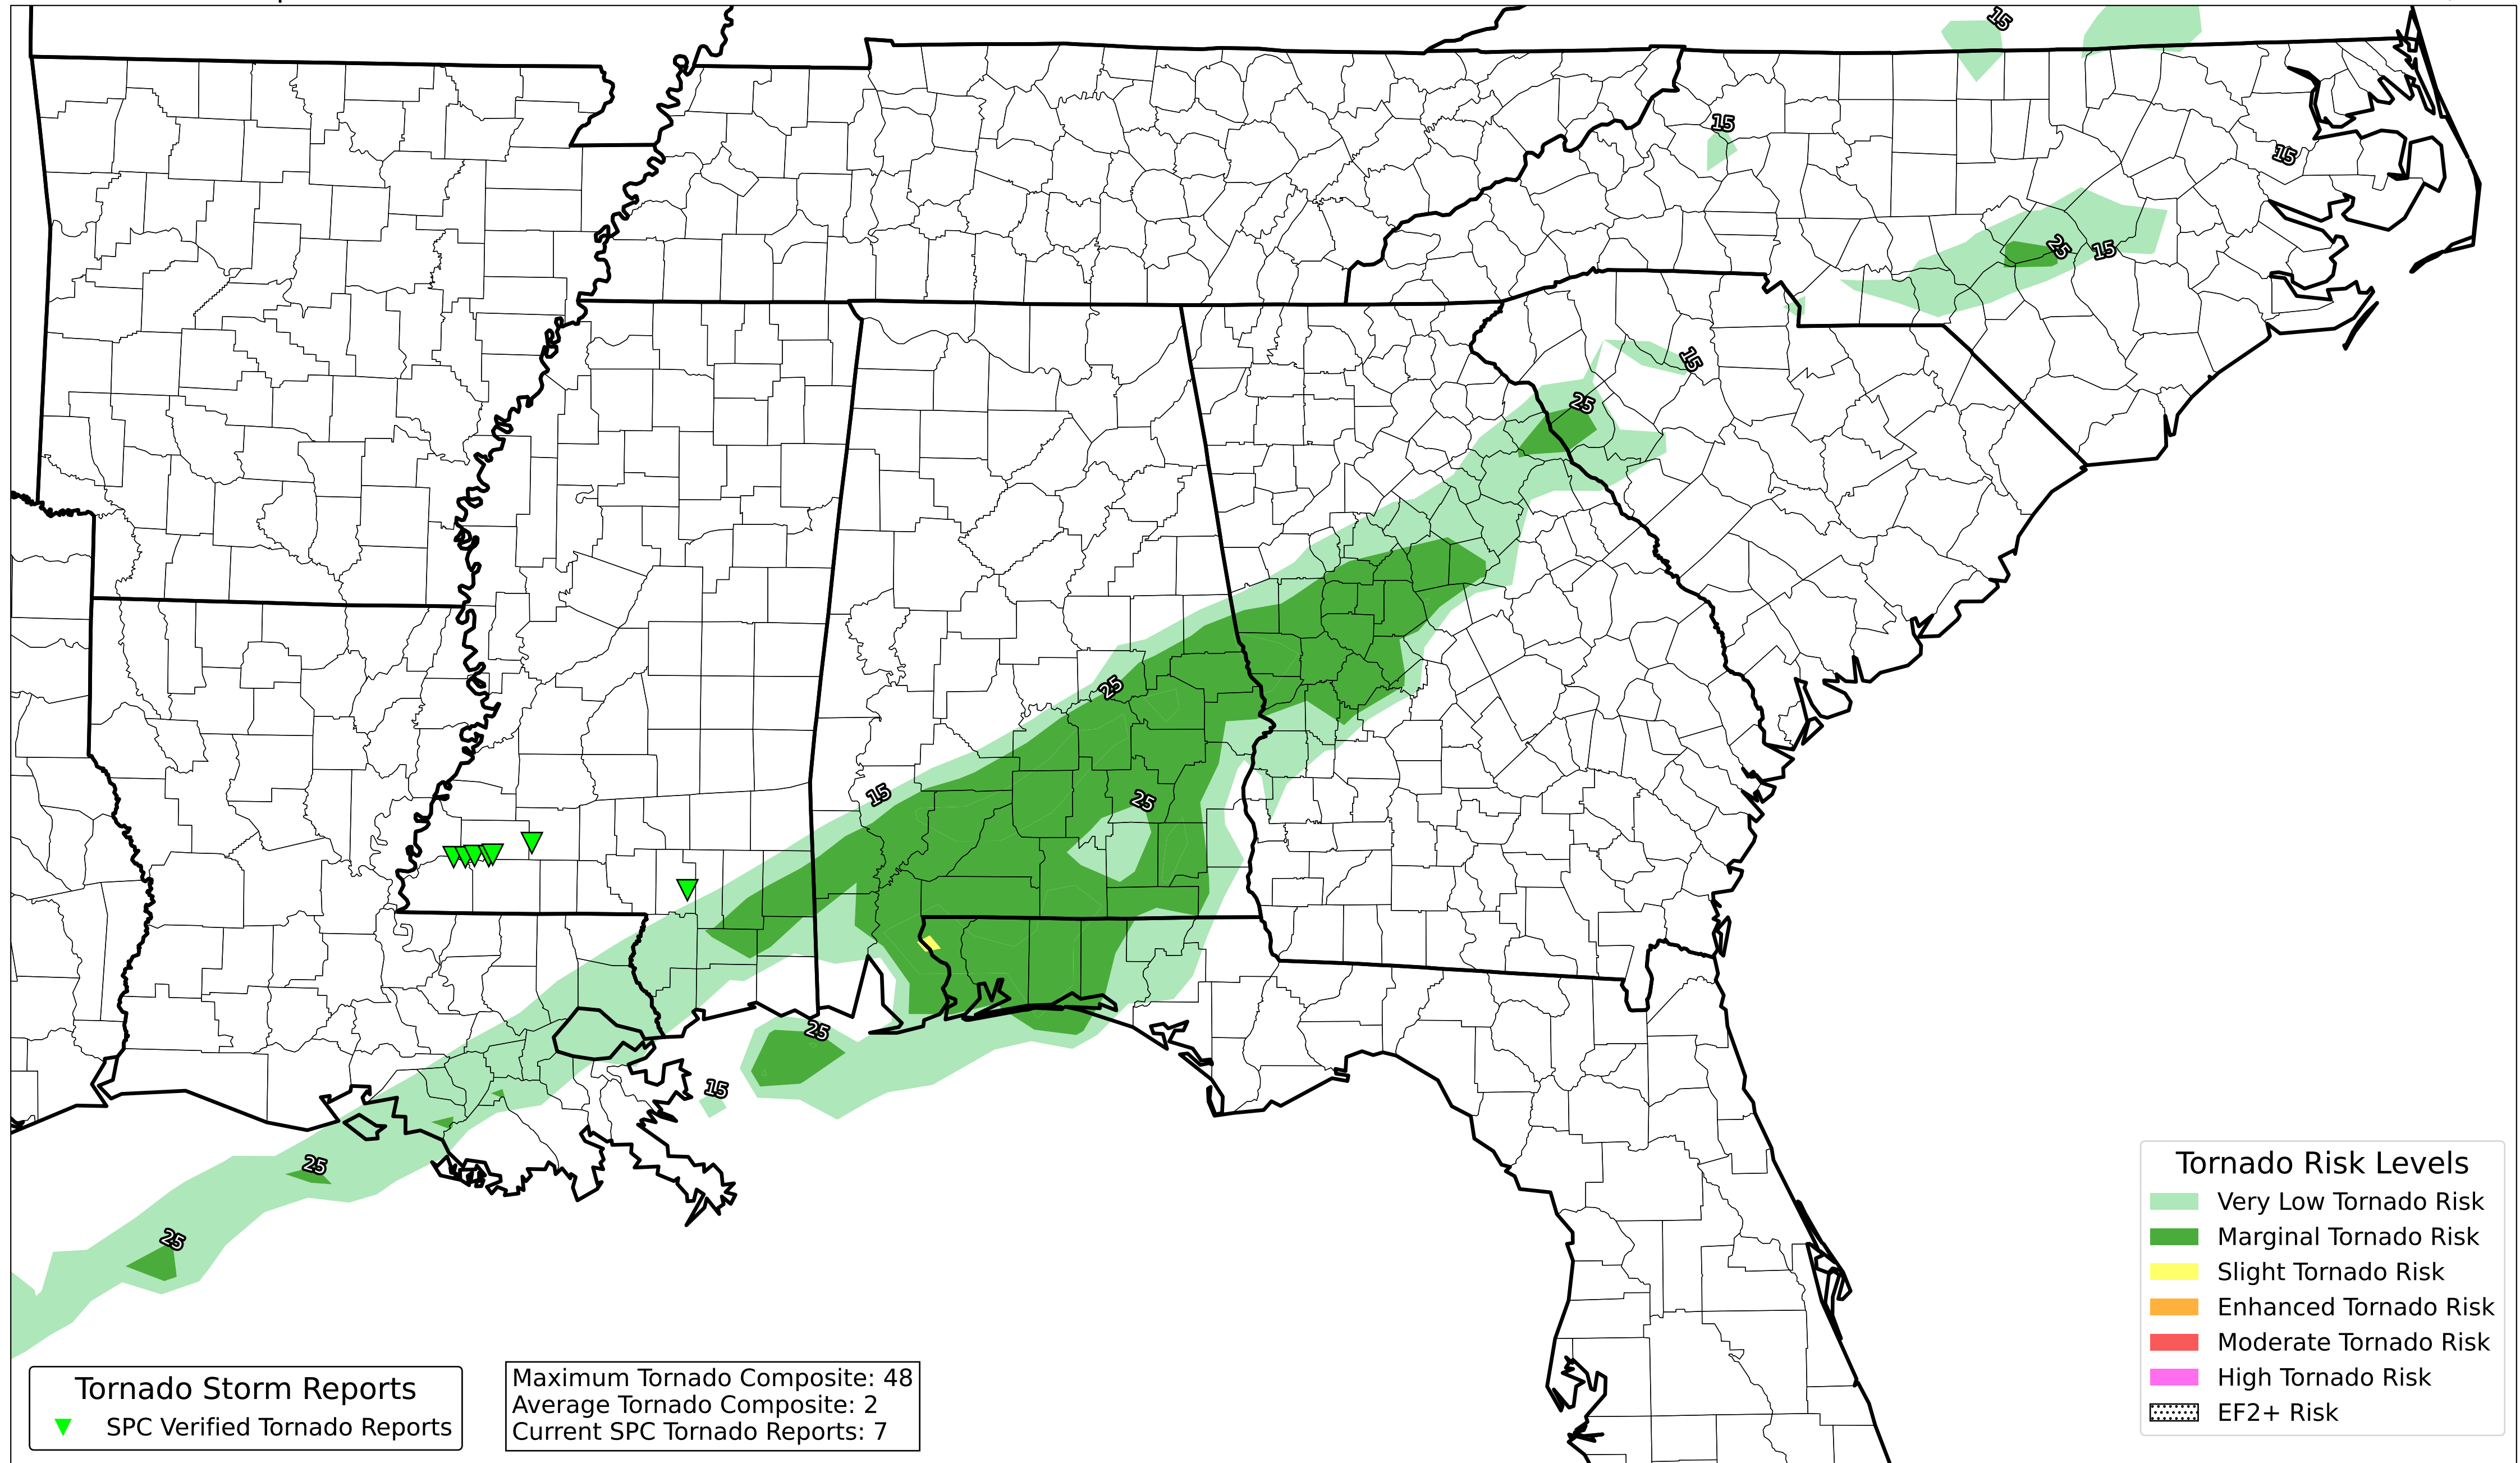 15
15
15
25
15
15
25
25
15
25
25
15
25
25
Tornado Risk Levels
Very Low Tornado Risk
Marginal Tornado Risk
Slight Tornado Risk
Enhanced Tornado Risk
Moderate Tornado Risk
High Tornado Risk
EF2+ Risk
Tornado Storm Reports
SPC Verified Tornado Reports
Maximum Tornado Composite: 48
Average Tornado Composite: 2
Current SPC Tornado Reports: 7